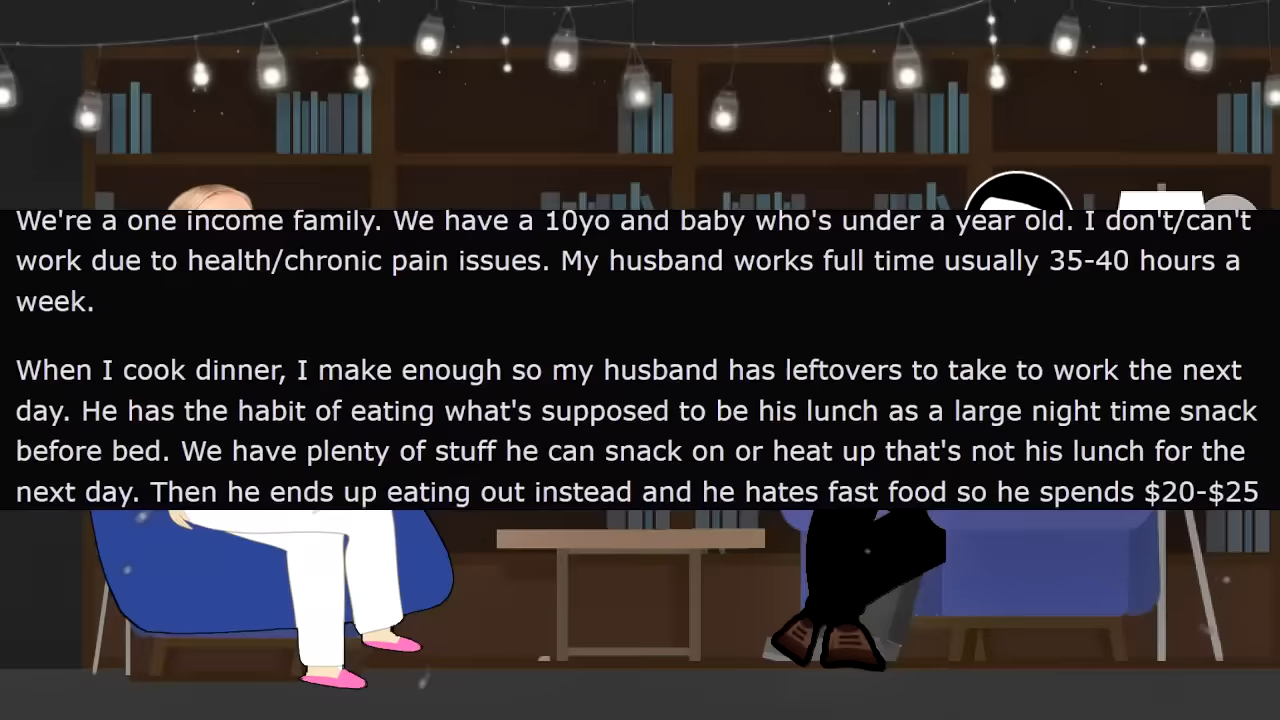 We're a one income family. We have a 10yo and baby who's under a year old. I don't/can't
work due to health/chronic pain issues. My husband works full time usually 35-40 hours a
week.
When I cook dinner, I make enough so my husband has leftovers to take to work the next
day. He has the habit of eating what's supposed to be his lunch as a large night time snack
before bed. We have plenty of stuff he can snack on or heat up that's not his lunch for the
next day. Then he ends up eating out instead and he hates fast food so he spends $20-$25